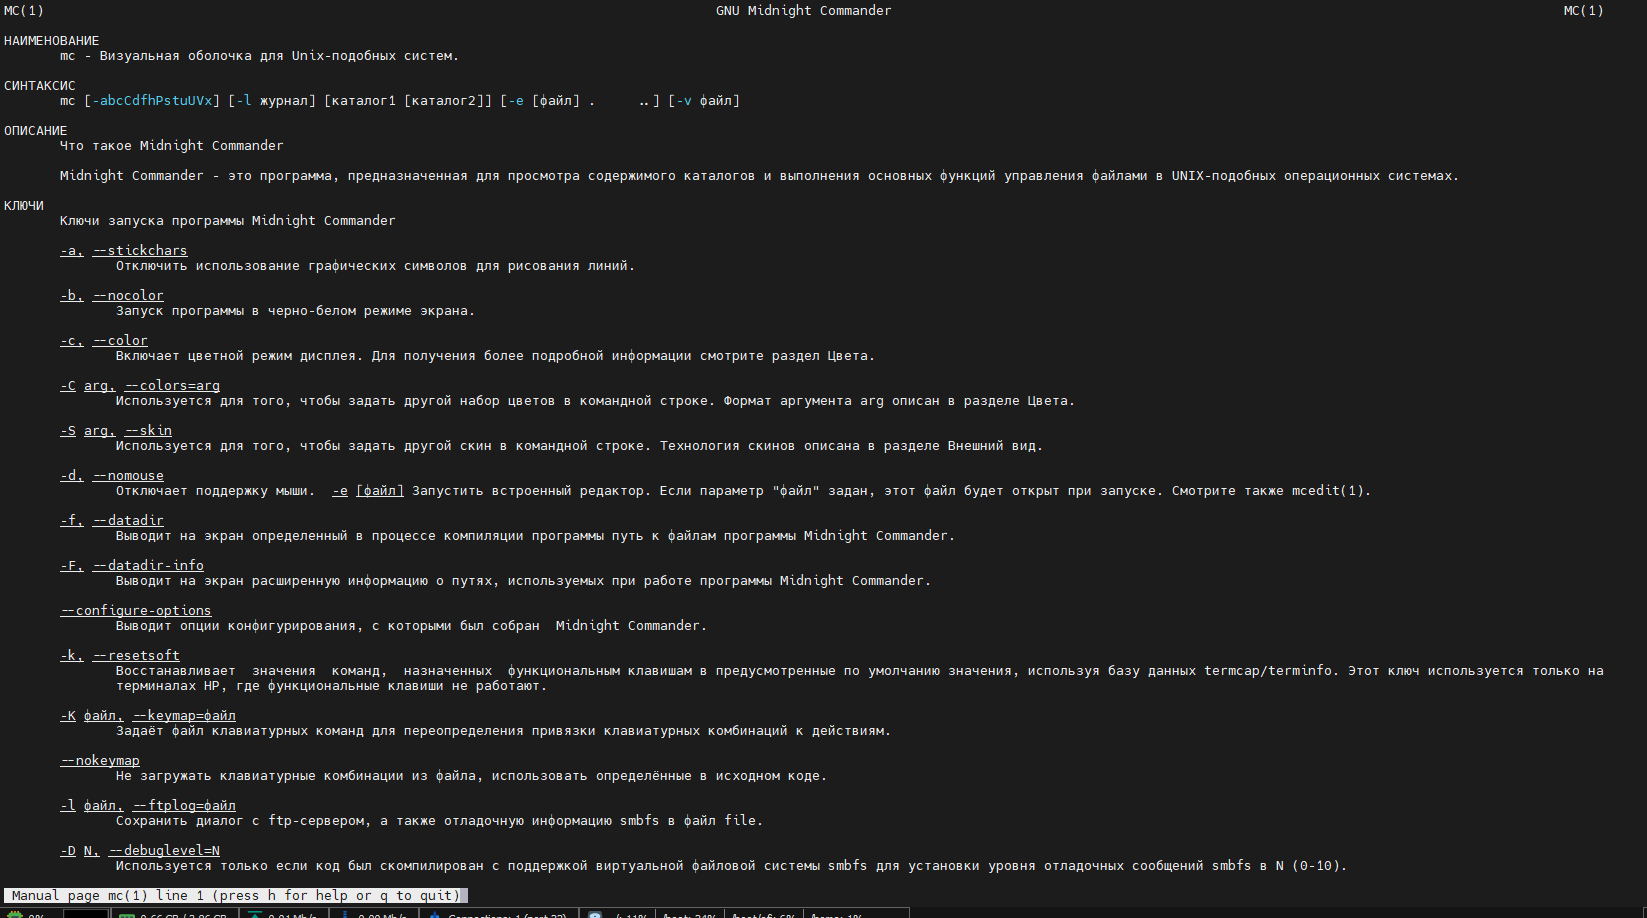 MC(1) GNU Midnight Commander MC(1)
НАИМЕНОВАНИЕ
mc - Визуальная оболочка для Unix-подобных систем.
СИНТАКСИС
mc [-abcCdfhPstuUVx] [-l журнал] [каталог1 [каталог2]] [-e [файл] . ..] [-v файл]
ОПИСАНИЕ
Что такое Midnight Commander
Midnight Commander - это программа, предназначенная для просмотра содержимого каталогов и выполнения основных функций управления файлами в UNIX-подобных операционных системах.
КЛЮЧИ
Ключи запуска программы Midnight Commander
-a, --stickchars
Отключить использование графических символов для рисования линий.
-b, --nocolor
Запуск программы в черно-белом режиме экрана.
-c, --color
Включает цветной режим дисплея. Для получения более подробной информации смотрите раздел Цвета.
-C arg, --colors=arg
Используется для того, чтобы задать другой набор цветов в командной строке. Формат аргумента arg описан в разделе Цвета.
-S arg, --skin
Используется для того, чтобы задать другой скин в командной строке. Технология скинов описана в разделе Внешний вид.
-d, --nomouse
Отключает поддержку мыши. -e [файл] Запустить встроенный редактор. Если параметр "файл" задан, этот файл будет открыт при запуске. Смотрите также mcedit(1).
-f, --datadir
Выводит на экран определенный в процессе компиляции программы путь к файлам программы Midnight Commander.
-F, --datadir-info
Выводит на экран расширенную информацию о путях, используемых при работе программы Midnight Commander.
--configure-options
Выводит опции конфигурирования, с которыми был собран Midnight Commander.
-k, --resetsoft
Восстанавливает значения команд, назначенных функциональным клавишам в предусмотренные по умолчанию значения, используя базу данных termcap/terminfo. Этот ключ используется только на
терминалах HP, где функциональные клавиши не работают.
-K файл, --keymap=файл
Задаёт файл клавиатурных команд для переопределения привязки клавиатурных комбинаций к действиям.
--nokeymap
Не загружать клавиатурные комбинации из файла, использовать определённые в исходном коде.
-l файл, --ftplog=файл
Сохранить диалог с ftp-сервером, а также отладочную информацию smbfs в файл file.
-D N, --debuglevel=N
Используется только если код был скомпилирован с поддержкой виртуальной файловой системы smbfs для установки уровня отладочных сообщений smbfs в N (0-10).
Manual page mc(1) line 1 (press h for help or q to quit)